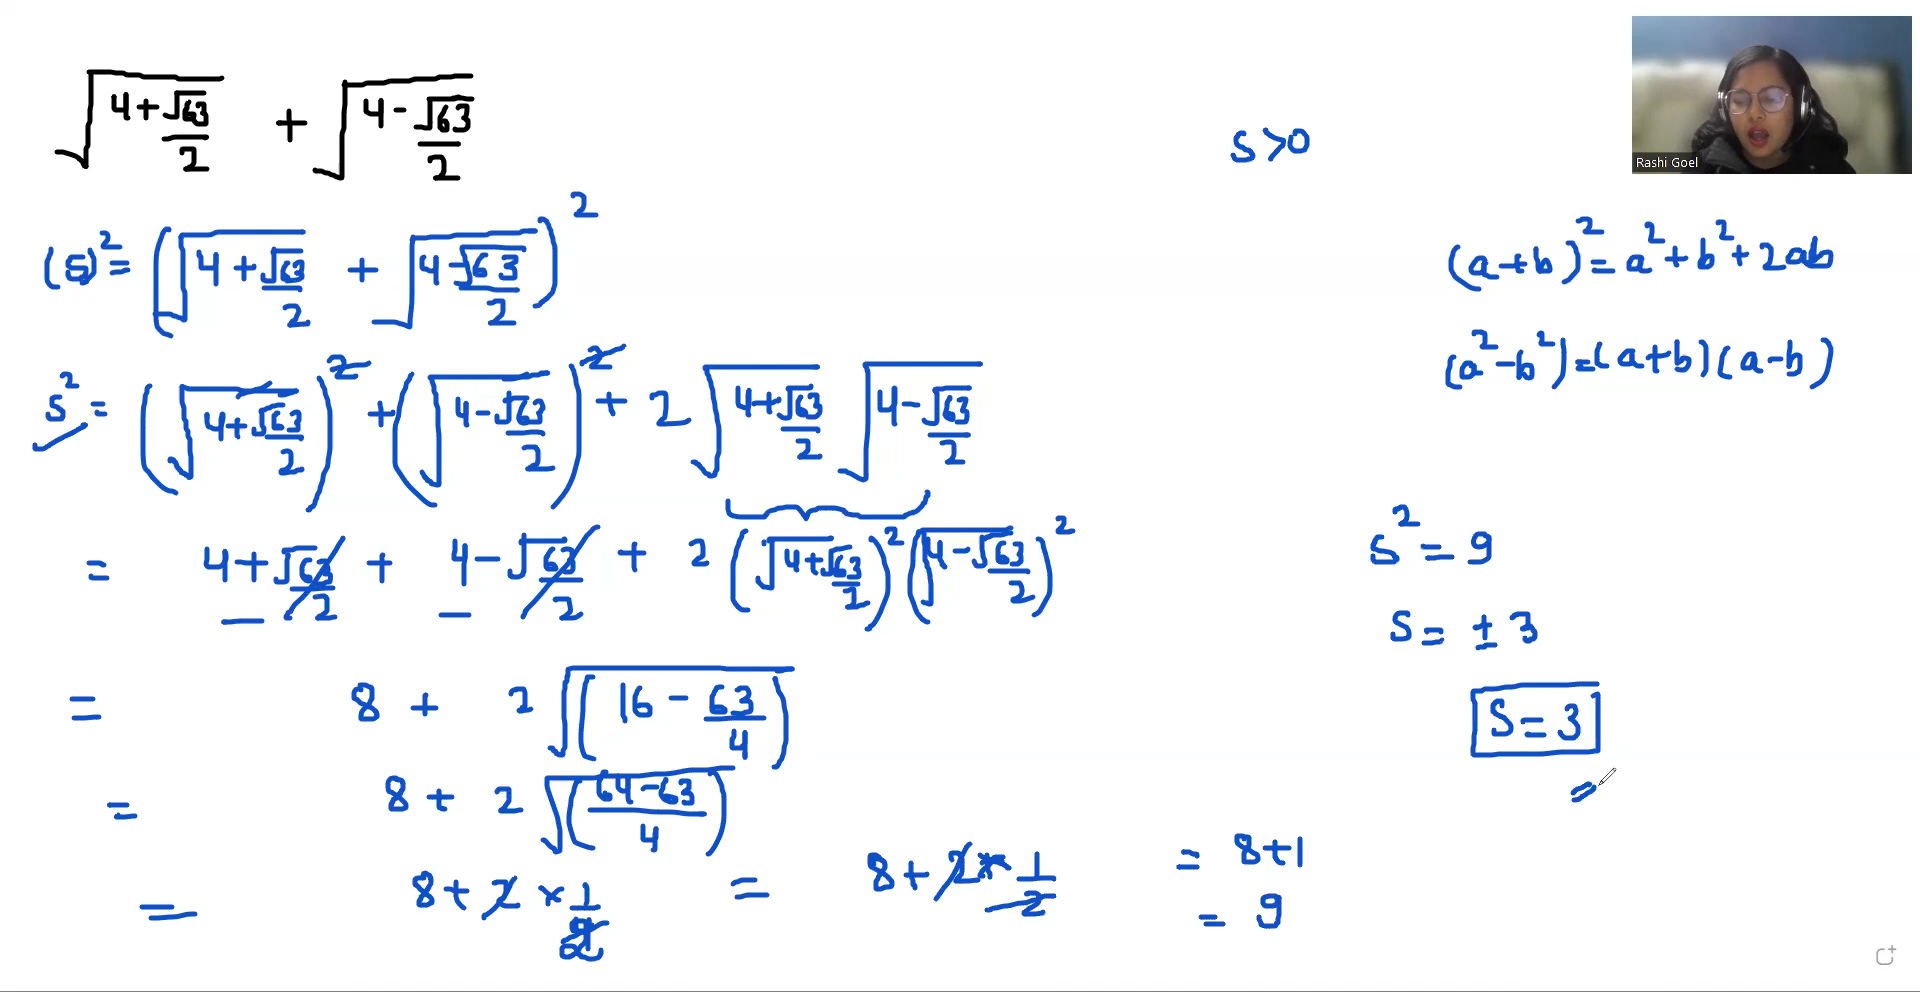 √(4 + √63/2) + √(4 - √63/2)
S > 0
Rashi Goel
(S)² = (√(4 + √63/2) + √(4 - √63/2))²
(a + b)² = a² + b² + 2ab
(a² - b²) = (a + b)(a - b)
S² = (√(4 + √63/2))² + (√(4 - √63/2))² + 2 √(4 + √63/2) √(4 - √63/2)
= 4 + √63/2 + 4 - √63/2 + 2 (√(4 + √63/2))² (√(4 - √63/2))²
S² = 9
S = ± 3
S = 3
= 8 + 2 √(16 - 63/4)
= 8 + 2 √((64 - 63)/4)
= 8 + 2 × 1/2 = 8 + 2 × 1/2 = 8 + 1
= 9